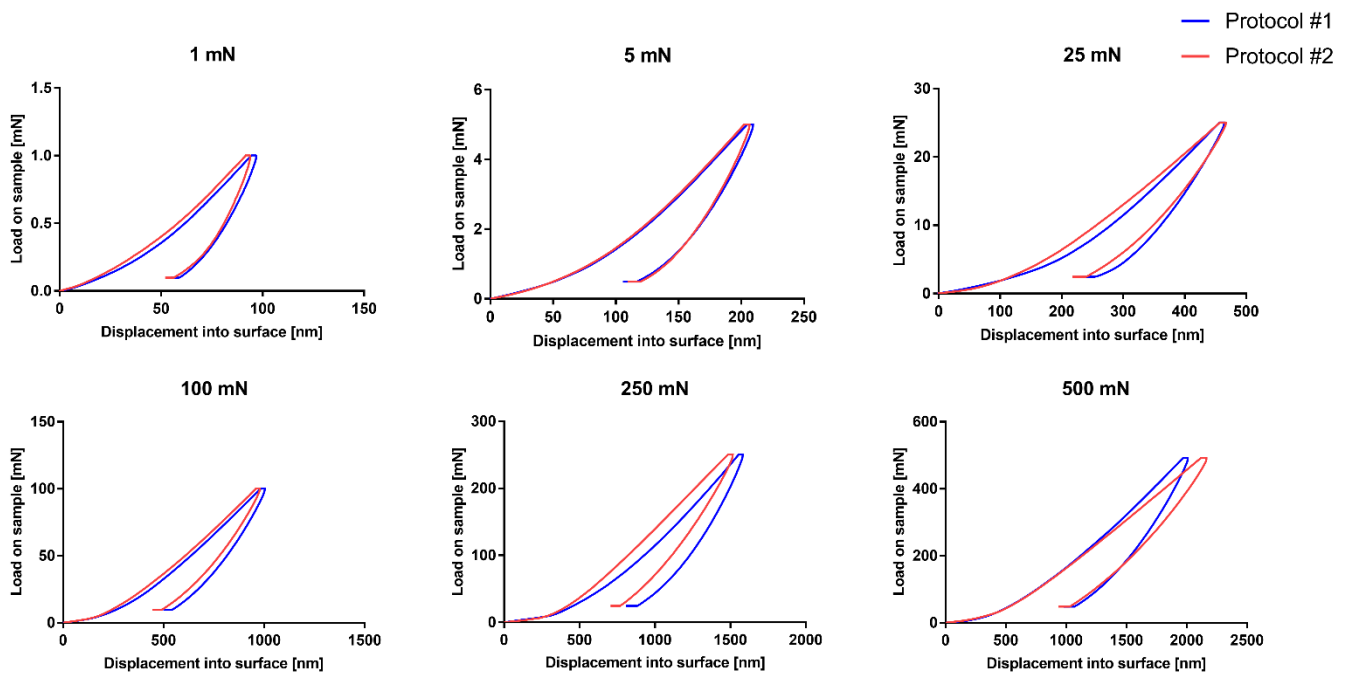 Protocol #1
Protocol #2
1 mN
Load on sample [mN]
1.5
1.0
0.5
0.0
0 50 100 150
Displacement into surface [nm]
5 mN
Load on sample [mN]
6
4
2
0
0 50 100 150 200 250
Displacement into surface [nm]
25 mN
Load on sample [mN]
30
20
10
0
0 100 200 300 400 500
Displacement into surface [nm]
100 mN
Load on sample [mN]
150
100
50
0
0 500 1000 1500
Displacement into surface [nm]
250 mN
Load on sample [mN]
300
200
100
0
0 500 1000 1500 2000
Displacement into surface [nm]
500 mN
Load on sample [mN]
600
400
200
0
0 500 1000 1500 2000 2500
Displacement into surface [nm]